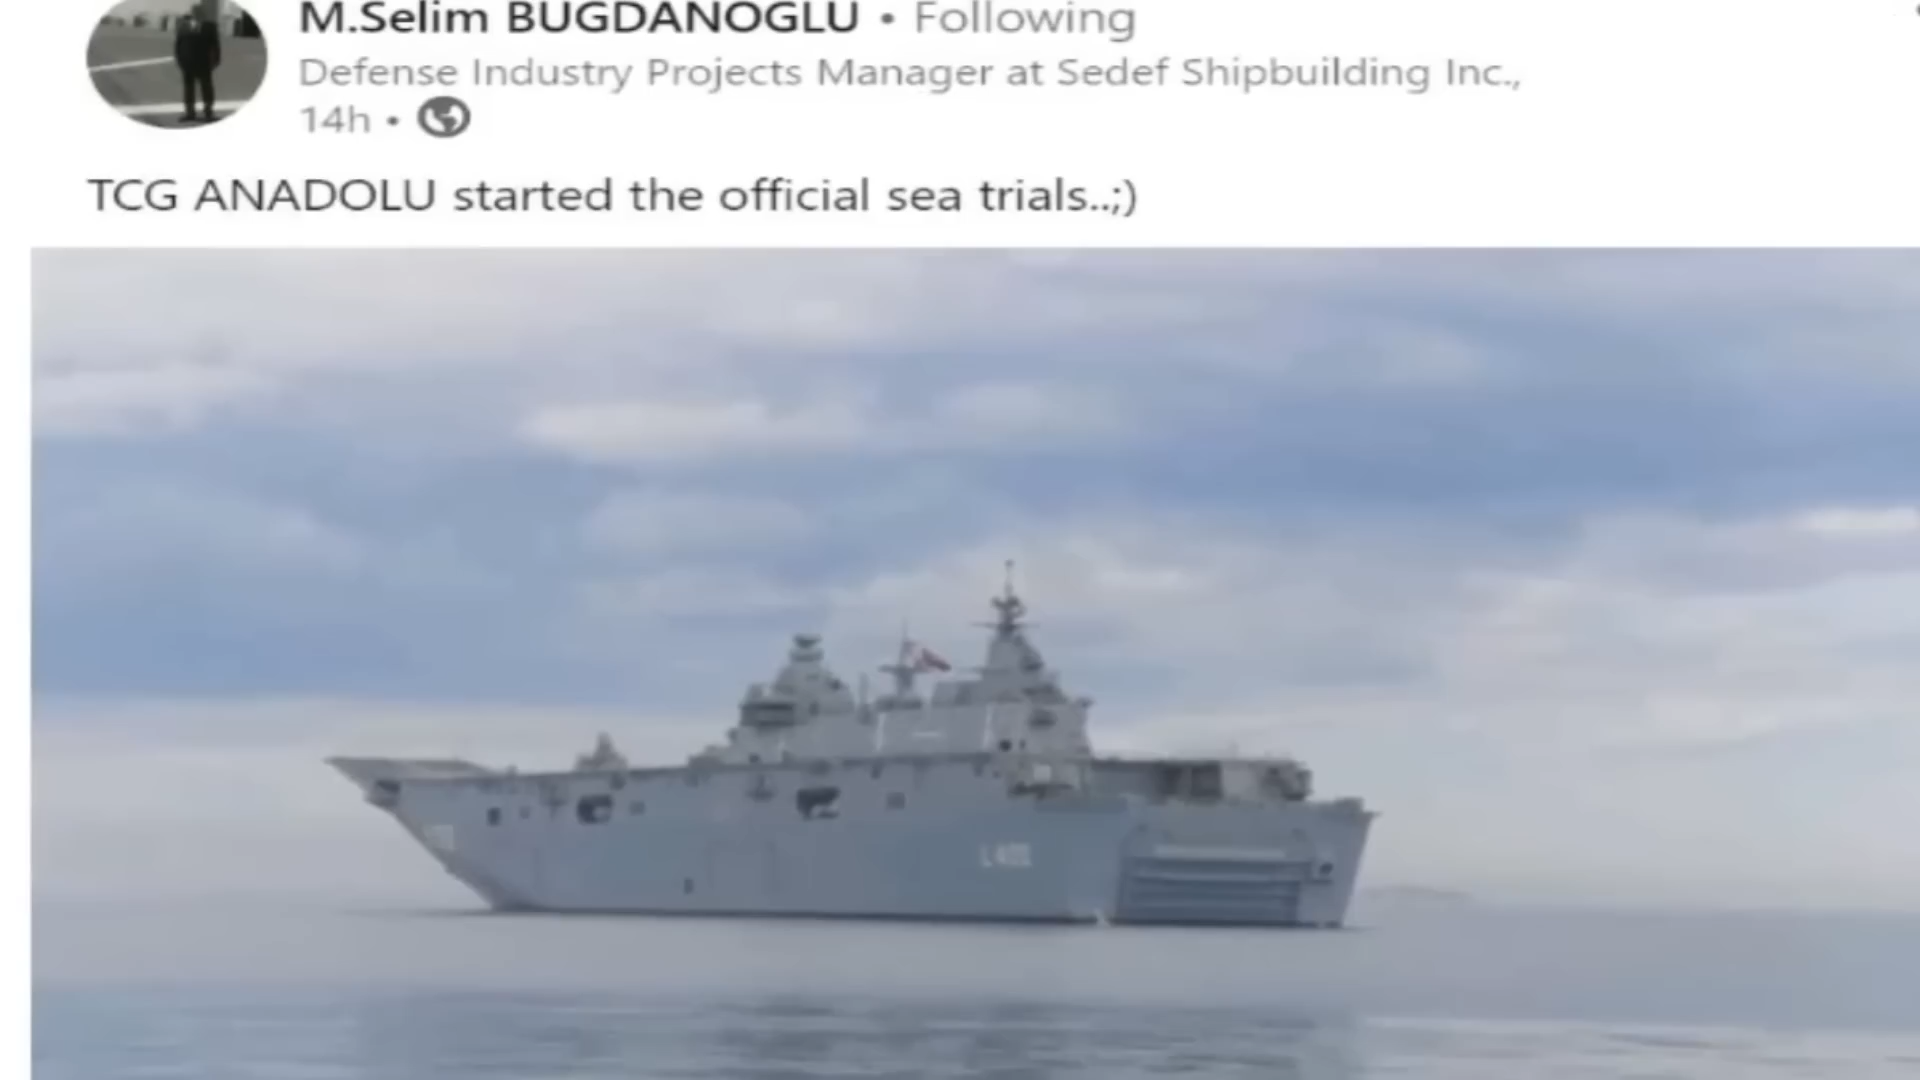 M.Selim BUGDANOGLU • Following
Defense Industry Projects Manager at Sedef Shipbuilding Inc.,
14h •
TCG ANADOLU started the official sea trials..;)